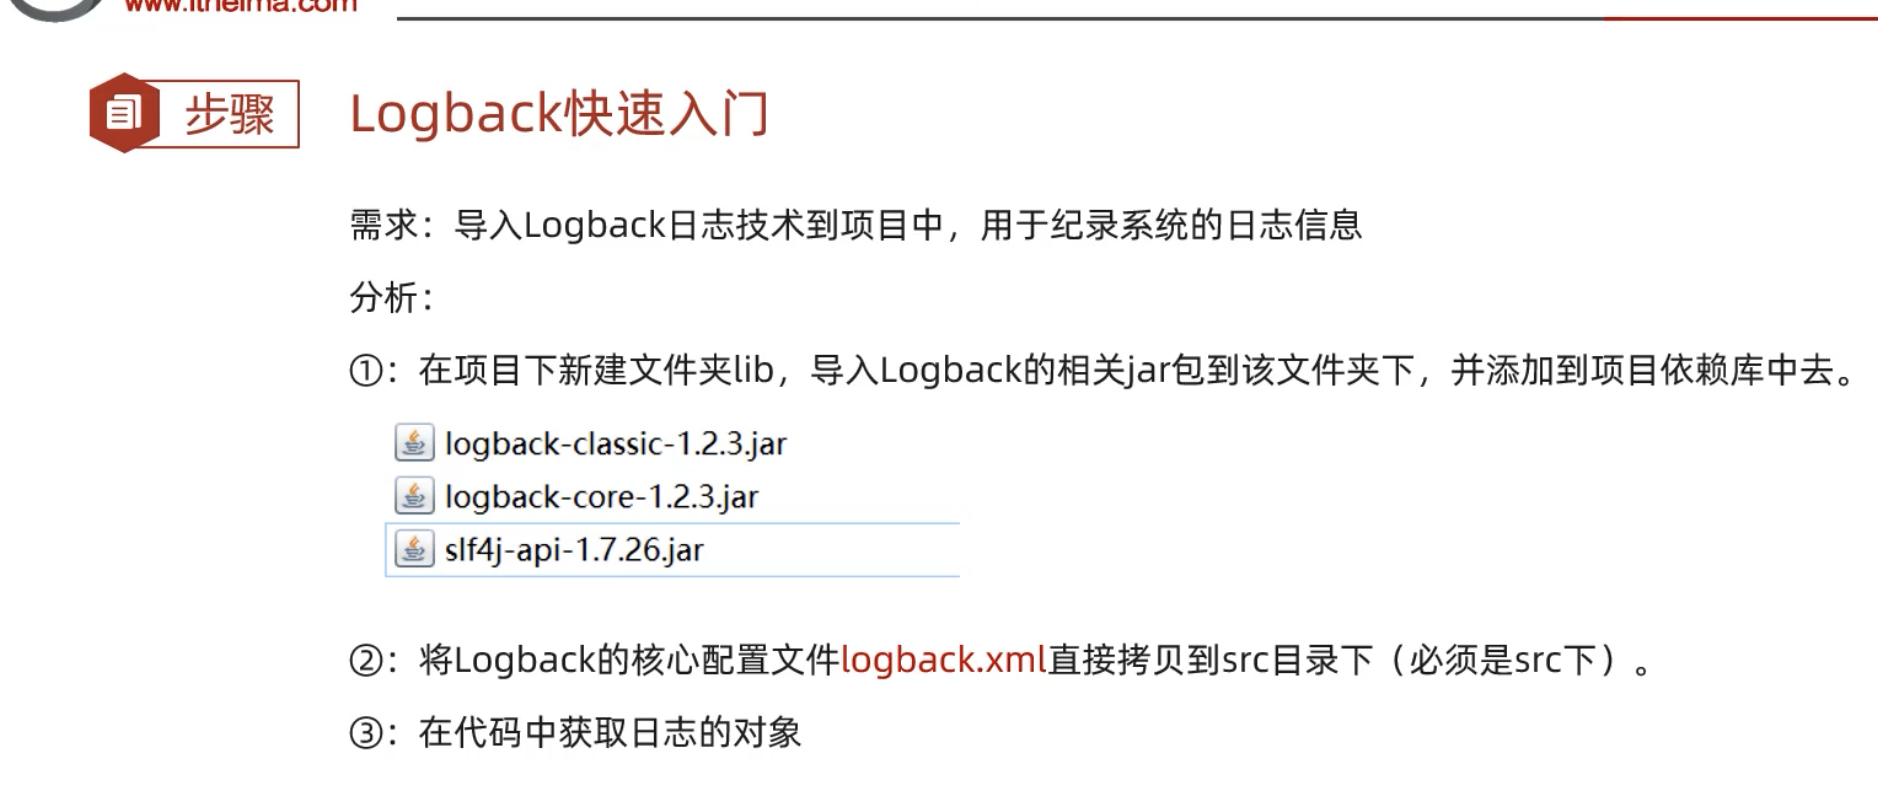 www.itheima.com
步骤
Logback快速入门
需求：导入Logback日志技术到项目中，用于纪录系统的日志信息
分析：
①：在项目下新建文件夹lib，导入Logback的相关jar包到该文件夹下，并添加到项目依赖库中去。
logback-classic-1.2.3.jar
logback-core-1.2.3.jar
slf4j-api-1.7.26.jar
②：将Logback的核心配置文件logback.xml直接拷贝到src目录下（必须是src下）。
③：在代码中获取日志的对象